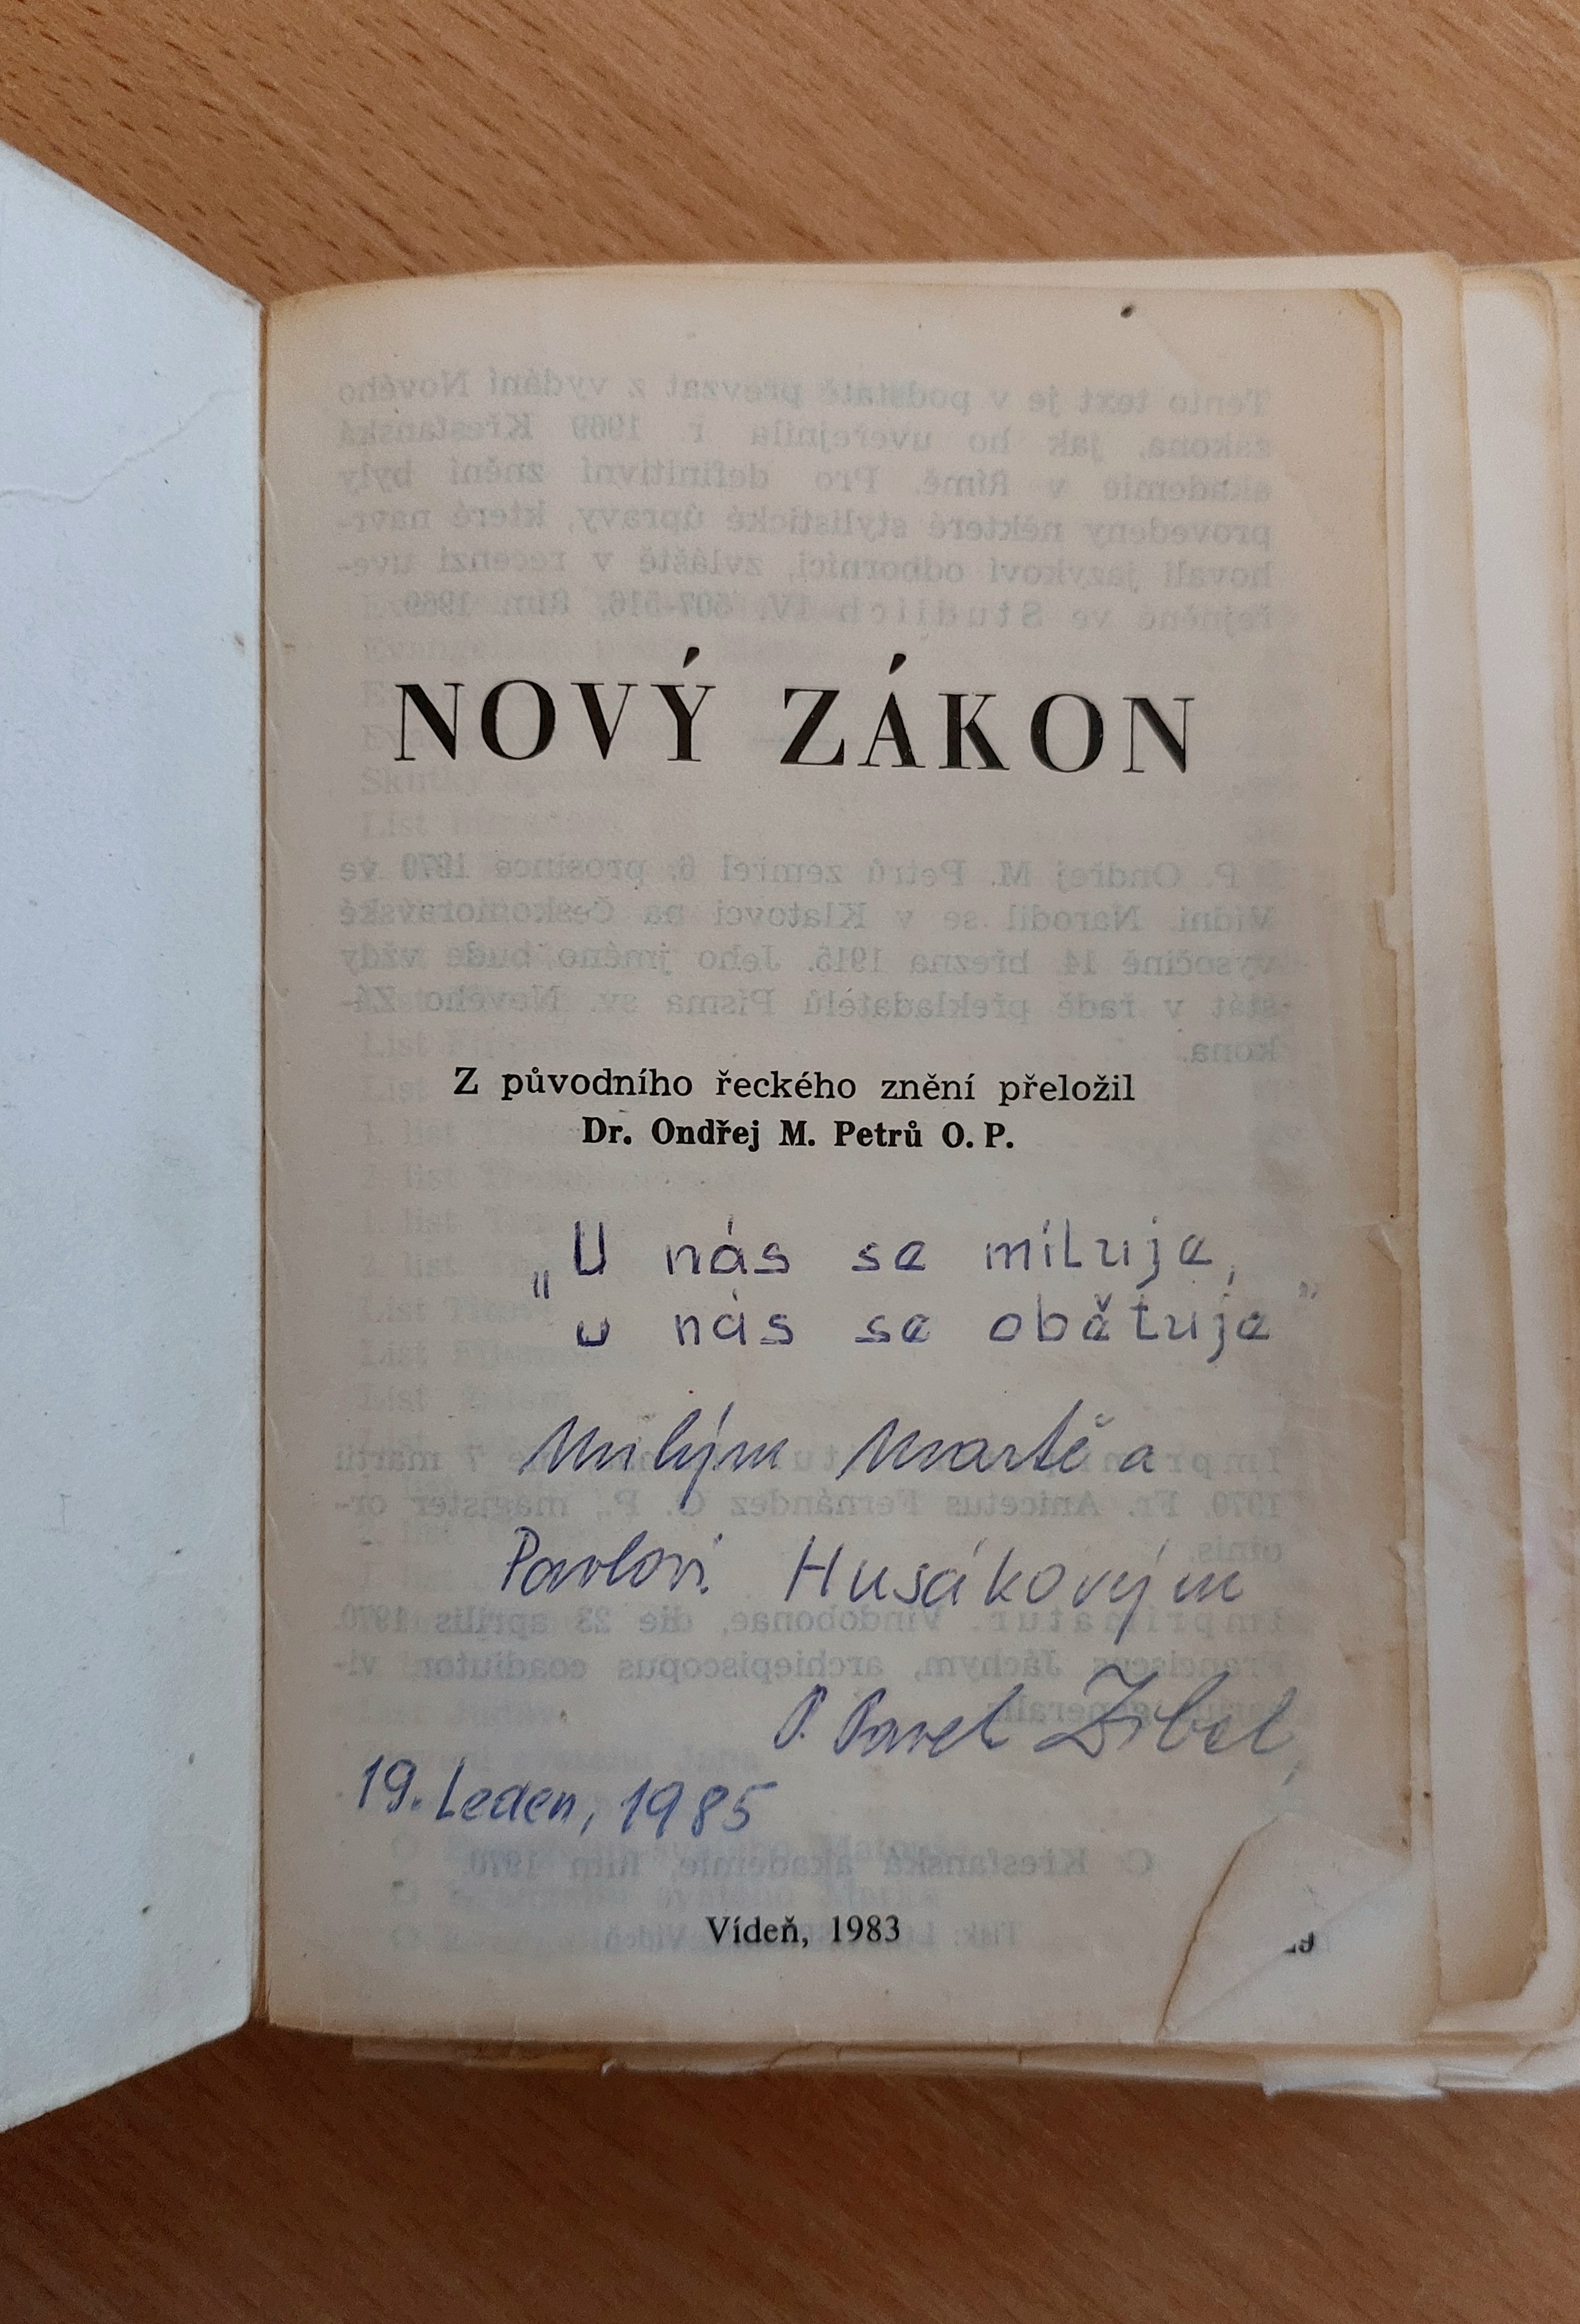 NOVÝ ZÁKON
Z původního řeckého znění přeložil
Dr. Ondřej M. Petrů O. P.
„U nás se miluje,
u nás se obětuje“
Milým Martě a
Pavlovi Husákovým
P. Pavel
19. Leden, 1985
Vídeň, 1983